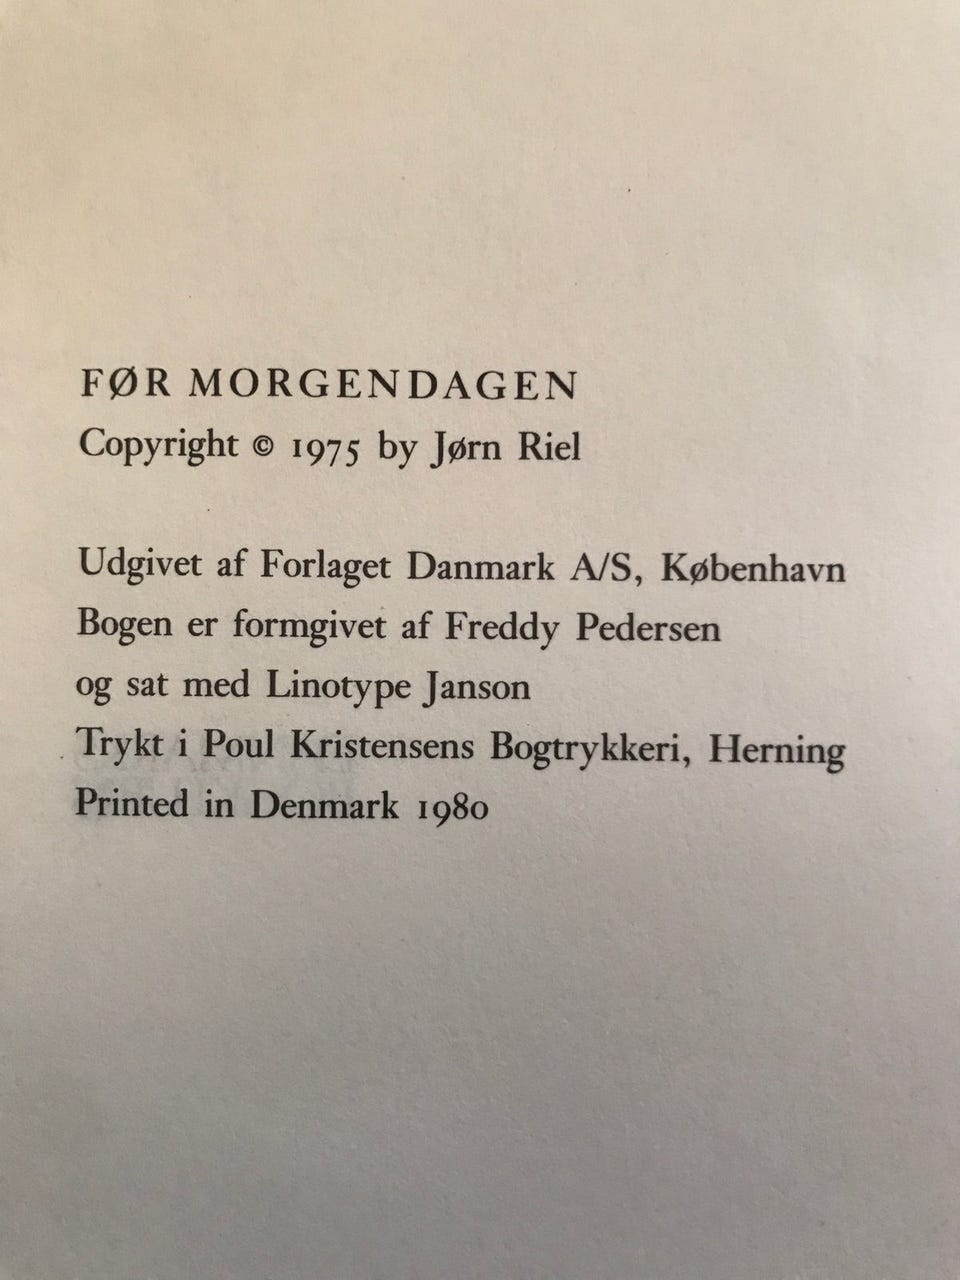 FØR MORGENDAGEN
Copyright © 1975 by Jørn Riel
Udgivet af Forlaget Danmark A/S, København
Bogen er formgivet af Freddy Pedersen
og sat med Linotype Janson
Trykt i Poul Kristensens Bogtrykkeri, Herning
Printed in Denmark 1980